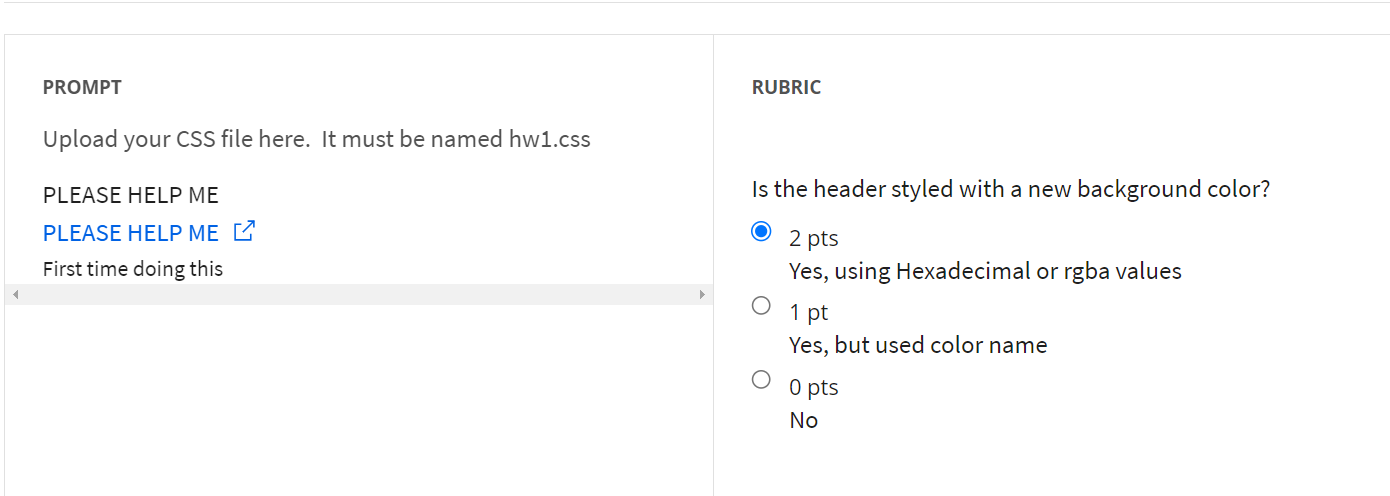 PROMPT
Upload your CSS file here.  It must be named hw1.css
PLEASE HELP ME
PLEASE HELP ME
First time doing this
RUBRIC
Is the header styled with a new background color?
2 pts
Yes, using Hexadecimal or rgba values
1 pt
Yes, but used color name
0 pts
No